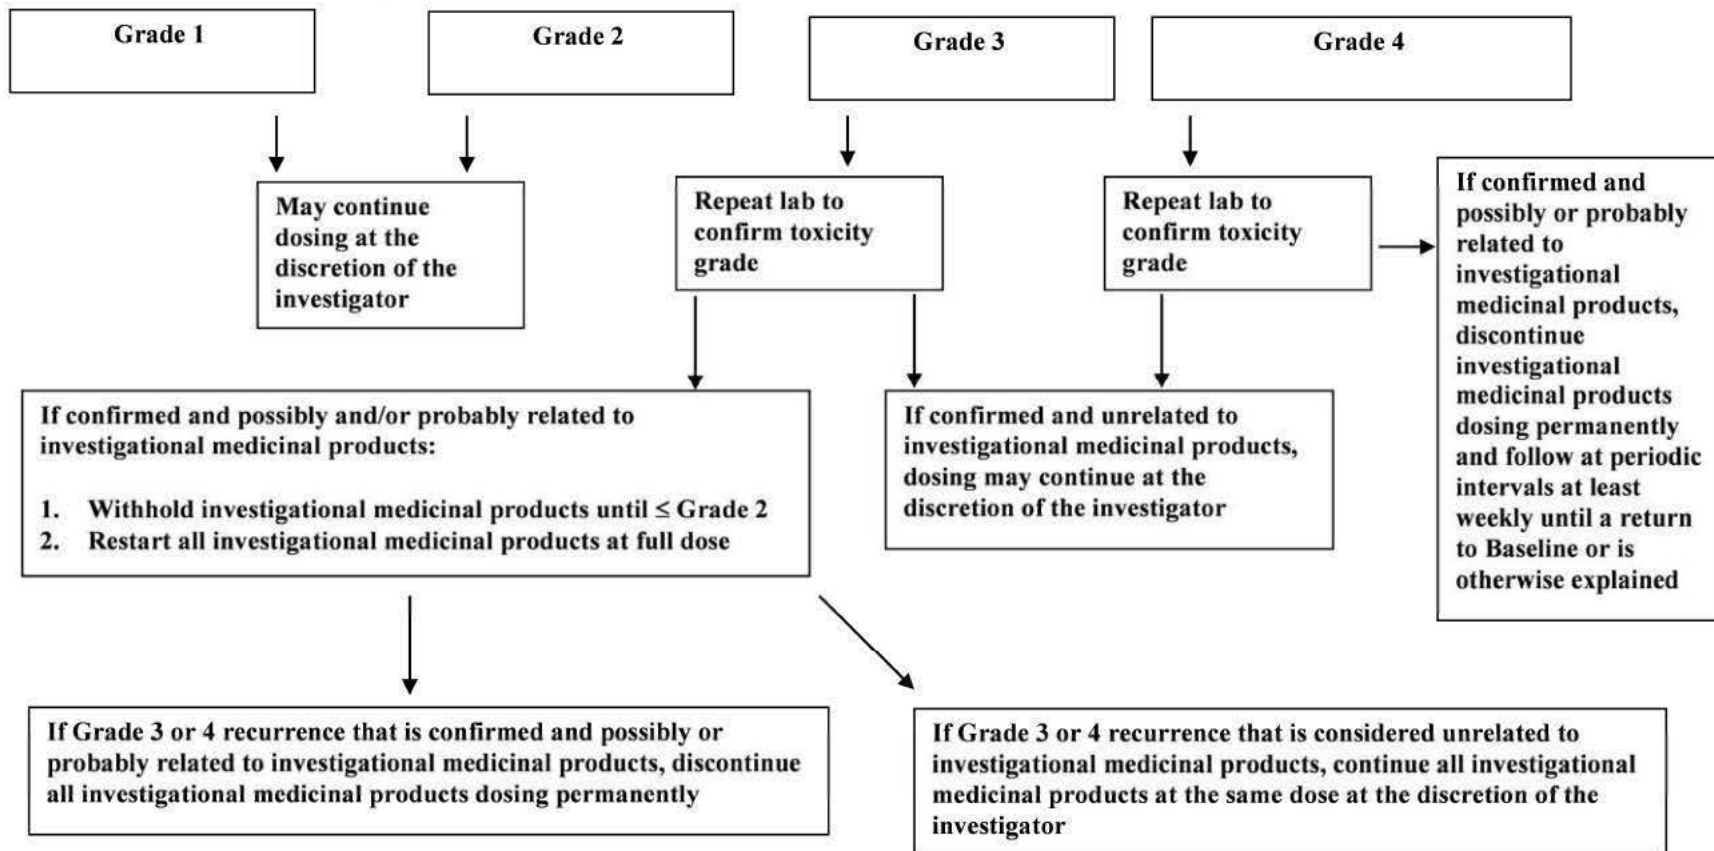 Grade 1
Grade 2
Grade 3
Grade 4
May continue
dosing at the
discretion of the
investigator
Repeat lab to
confirm toxicity
grade
Repeat lab to
confirm toxicity
grade
If confirmed and
possibly or probably
related to
investigational
medicinal products,
discontinue
investigational
medicinal products
dosing permanently
and follow at periodic
intervals at least
weekly until a return
to Baseline or is
otherwise explained
If confirmed and possibly and/or probably related to
investigational medicinal products:
1. Withhold investigational medicinal products until ≤ Grade 2
2. Restart all investigational medicinal products at full dose
If confirmed and unrelated to
investigational medicinal products,
dosing may continue at the
discretion of the investigator
If Grade 3 or 4 recurrence that is confirmed and possibly or
probably related to investigational medicinal products, discontinue
all investigational medicinal products dosing permanently
If Grade 3 or 4 recurrence that is considered unrelated to
investigational medicinal products, continue all investigational
medicinal products at the same dose at the discretion of the
investigator